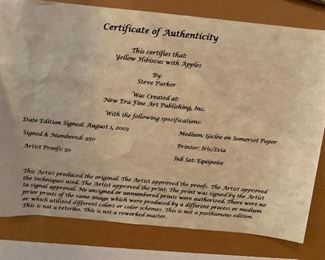 Certificate of Authenticity
This certifies that:
Yellow Hibiscus with Apples
By:
Steve Parker
Was Created at:
New Era Fine Art Publishing, Inc.
With the following specifications:
Date Edition Signed: August 1, 2003
Medium: Giclée on Somerset Paper
Signed & Numbered: 950
Printer: Iris/Ixia
Artist Proofs: 50
Ink Set: Equipoise
This Artist produced the original. The Artist approved the proofs. The Artist approved
the techniques used. The Artist approved the print. The print was signed by the Artist
to signed approval. No unsigned or unnumbered prints were authorized. There were no
prior prints of the same image which were produced by a different process or medium
or which utilized different colors or color schemes. This is not a posthumous edition.
This is not a restrike. This is not a reworked master.